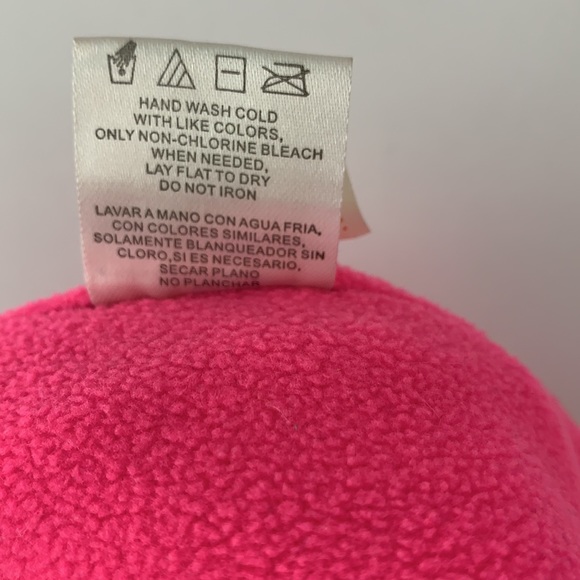 HAND WASH COLD
WITH LIKE COLORS,
ONLY NON-CHLORINE BLEACH
WHEN NEEDED,
LAY FLAT TO DRY
DO NOT IRON
LAVAR A MANO CON AGUA FRIA,
CON COLORES SIMILARES,
SOLAMENTE BLANQUEADOR SIN
CLORO,SI ES NECESARIO.
SECAR PLANO
NO PLANCHAR